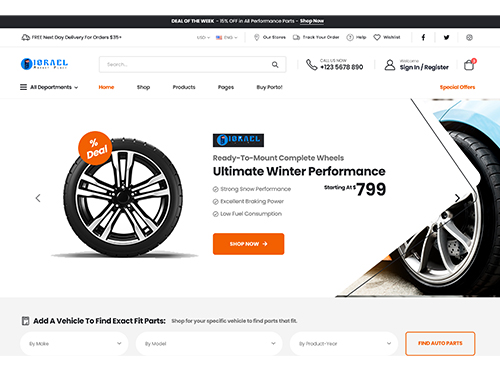 DEAL OF THE WEEK - 15% OFF in All Performance Parts - Shop Now
FREE Next Day Delivery For Orders $35+
USD ENG Our Stores Track Your Order Help Wishlist
IORAEL
Search...
CALL US NOW
+123 5678 890
Welcome
Sign In / Register
All Departments Home Shop Products Pages Buy Porto! Special Offers
% Deal
IORAEL
Ready-To-Mount Complete Wheels
Ultimate Winter Performance
Strong Snow Performance
Excellent Braking Power
Low Fuel Consumption
Starting At $799
SHOP NOW
Add A Vehicle To Find Exact Fit Parts: Shop for your specific vehicle to find parts that fit.
By Make By Model By Product-Year FIND AUTO PARTS